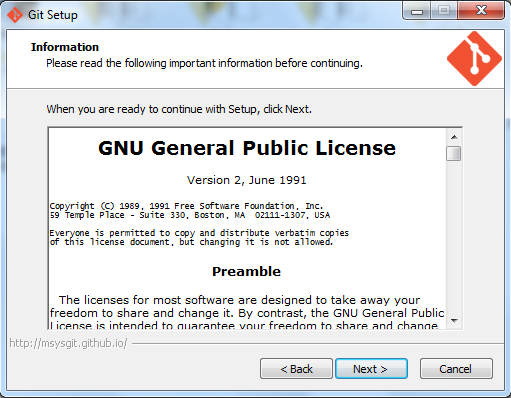 Git Setup
Information
Please read the following important information before continuing.
When you are ready to continue with Setup, click Next.
GNU General Public License
Version 2, June 1991
Copyright (C) 1989, 1991 Free Software Foundation, Inc.
59 Temple Place - Suite 330, Boston, MA  02111-1307, USA
Everyone is permitted to copy and distribute verbatim copies
of this license document, but changing it is not allowed.
Preamble
The licenses for most software are designed to take away your
freedom to share and change it. By contrast, the GNU General Public
License is intended to guarantee your freedom to share and change
http://msysgit.github.io/
< Back
Next >
Cancel